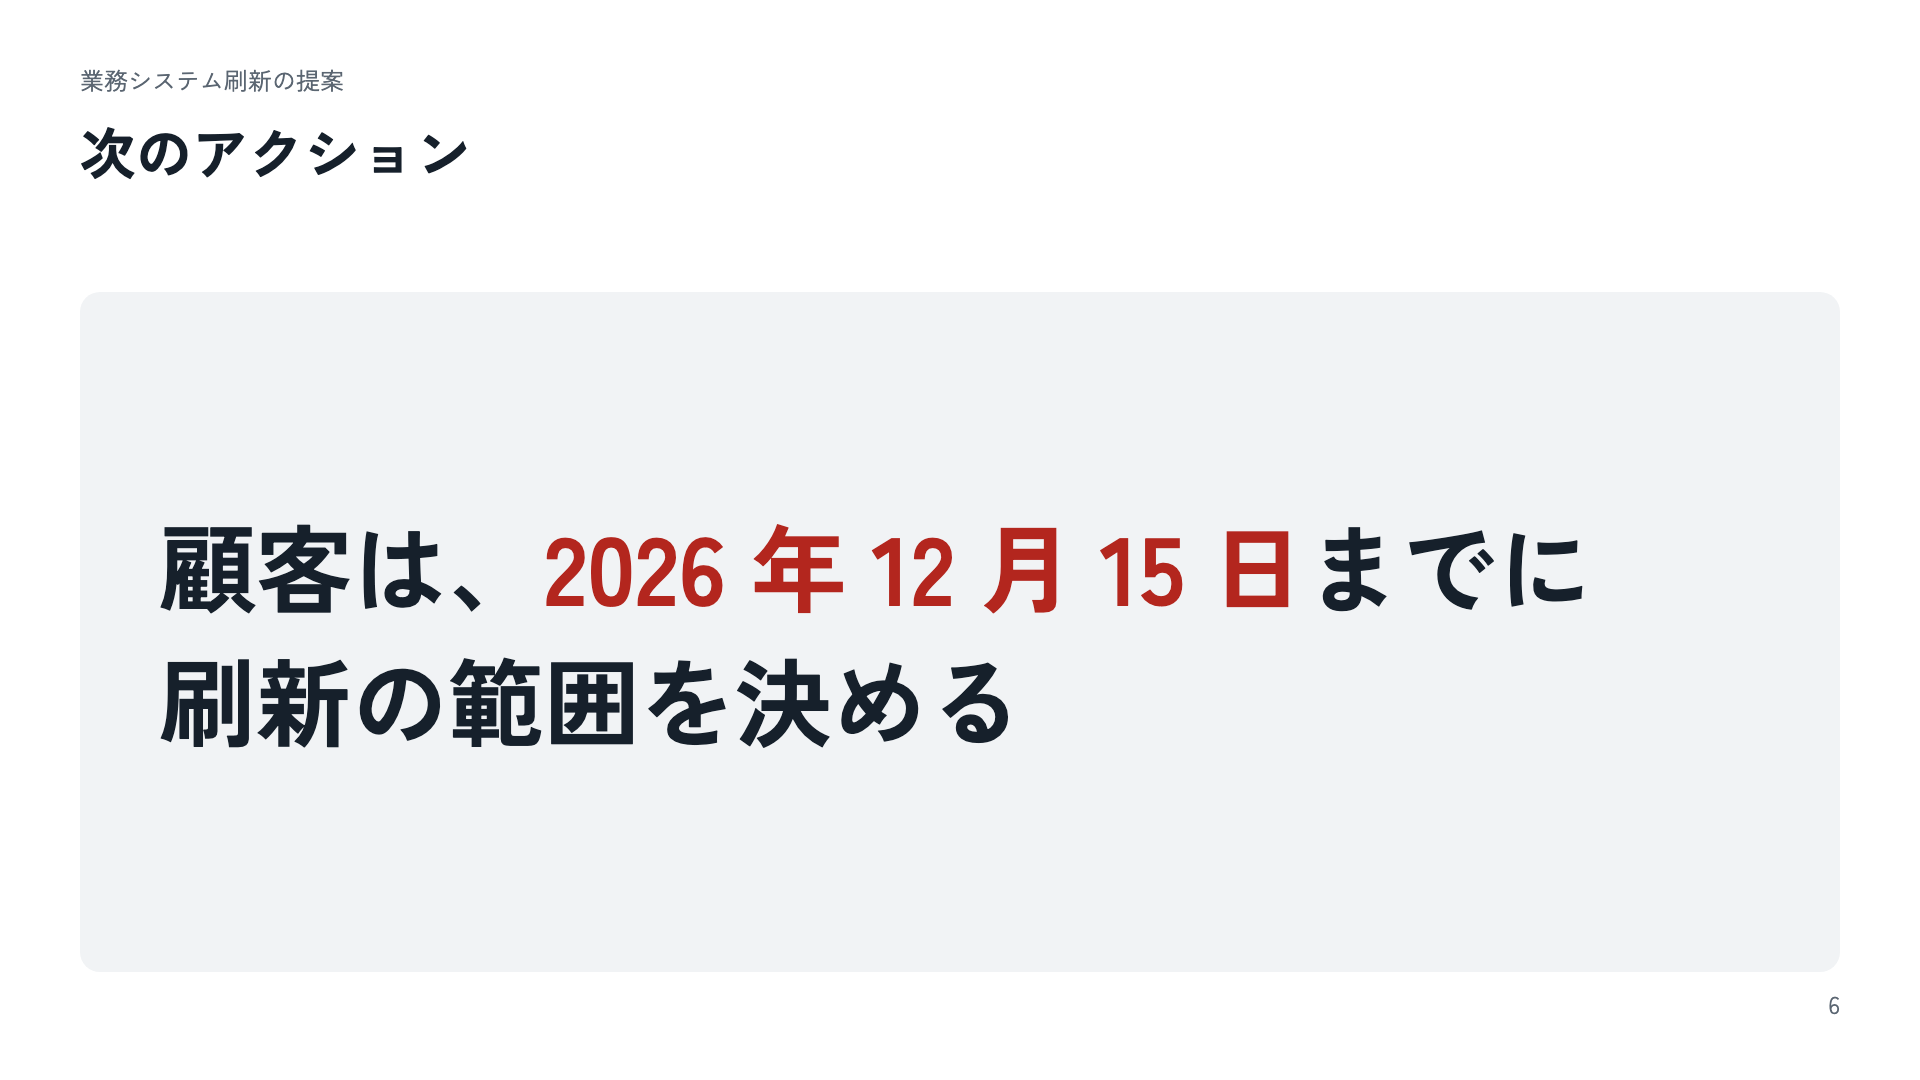 業務システム刷新の提案
次のアクション
顧客は、2026 年 12 月 15 日までに
刷新の範囲を決める
6